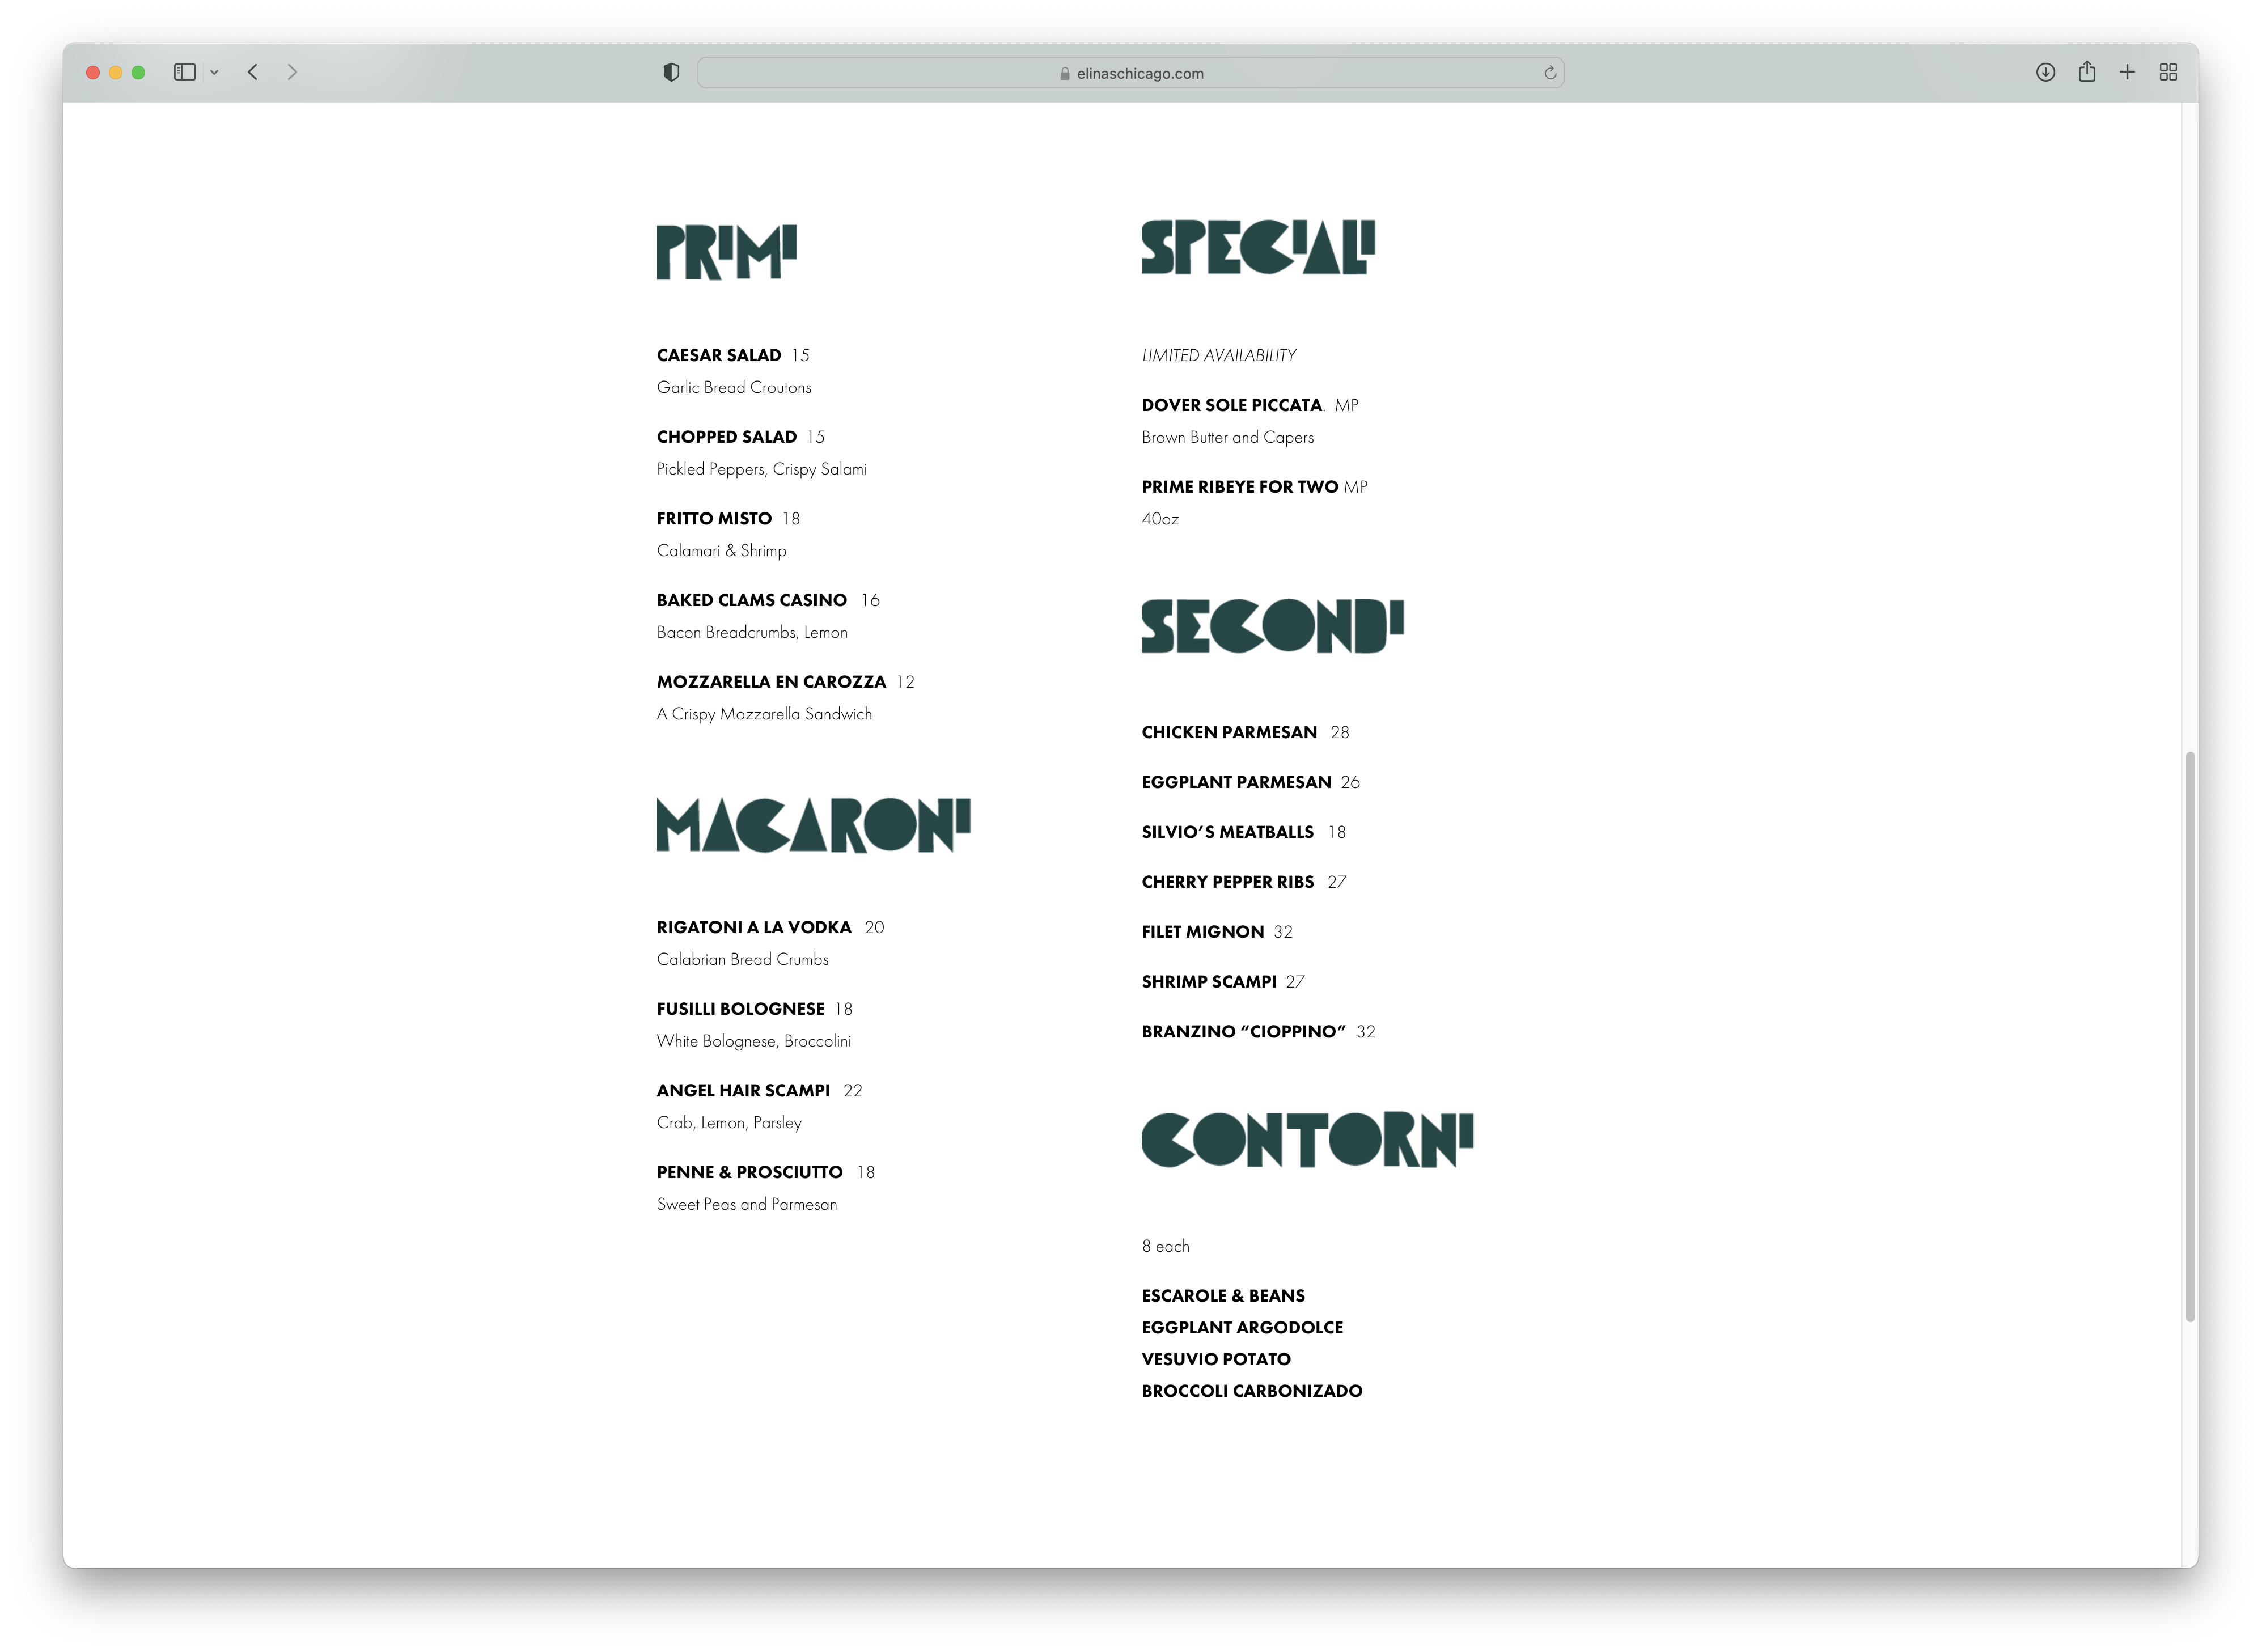 elinaschicago.com
PRIMI
CAESAR SALAD 15
Garlic Bread Croutons
CHOPPED SALAD 15
Pickled Peppers, Crispy Salami
FRITTO MISTO 18
Calamari & Shrimp
BAKED CLAMS CASINO 16
Bacon Breadcrumbs, Lemon
MOZZARELLA EN CAROZZA 12
A Crispy Mozzarella Sandwich
MACARONI
RIGATONI A LA VODKA 20
Calabrian Bread Crumbs
FUSILLI BOLOGNESE 18
White Bolognese, Broccolini
ANGEL HAIR SCAMPI 22
Crab, Lemon, Parsley
PENNE & PROSCIUTTO 18
Sweet Peas and Parmesan
SPECIALI
LIMITED AVAILABILITY
DOVER SOLE PICCATA. MP
Brown Butter and Capers
PRIME RIBEYE FOR TWO MP
40oz
SECONDI
CHICKEN PARMESAN 28
EGGPLANT PARMESAN 26
SILVIO’S MEATBALLS 18
CHERRY PEPPER RIBS 27
FILET MIGNON 32
SHRIMP SCAMPI 27
BRANZINO “CIOPPINO” 32
CONTORNI
8 each
ESCAROLE & BEANS
EGGPLANT ARGODOLCE
VESUVIO POTATO
BROCCOLI CARBONIZADO